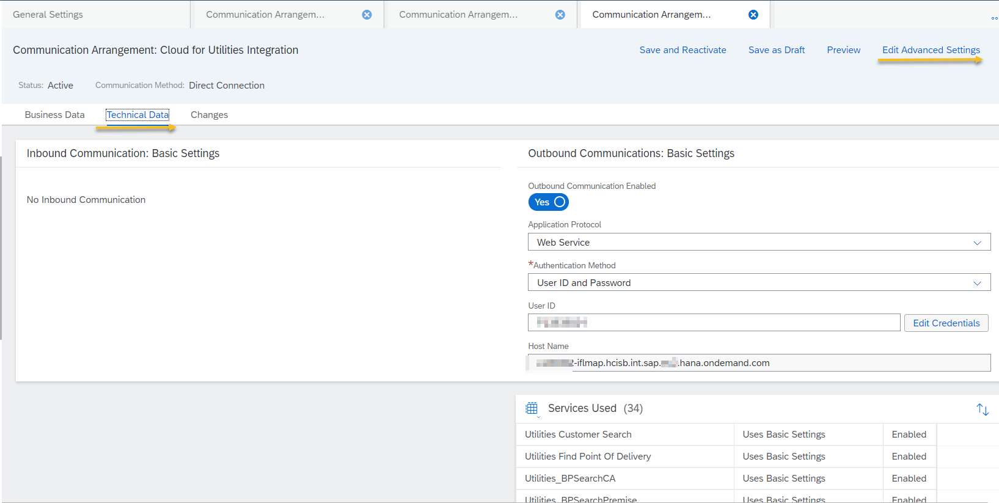 General Settings
Communication Arrangem...
Communication Arrangem...
Communication Arrangem...
Communication Arrangement: Cloud for Utilities Integration
Save and Reactivate
Save as Draft
Preview
Edit Advanced Settings
Status: Active
Communication Method: Direct Connection
Business Data
Technical Data
Changes
Inbound Communication: Basic Settings
No Inbound Communication
Outbound Communications: Basic Settings
Outbound Communication Enabled
Yes
Application Protocol
Web Service
*Authentication Method
User ID and Password
User ID
Edit Credentials
Host Name
-iflmap.hcisb.int.sap. .hana.ondemand.com
Services Used (34)
Utilities Customer Search Uses Basic Settings Enabled
Utilities Find Point Of Delivery Uses Basic Settings Enabled
Utilities_BPSearchCA Uses Basic Settings Enabled
Utilities_BPSearchPremise Uses Basic Settings Enabled